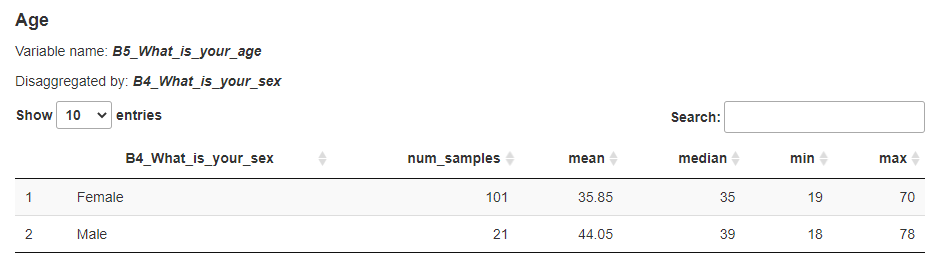 Age
Variable name: B5_What_is_your_age
Disaggregated by: B4_What_is_your_sex
Show 10 entries
Search:
B4_What_is_your_sex num_samples mean median min max
1 Female 101 35.85 35 19 70
2 Male 21 44.05 39 18 78